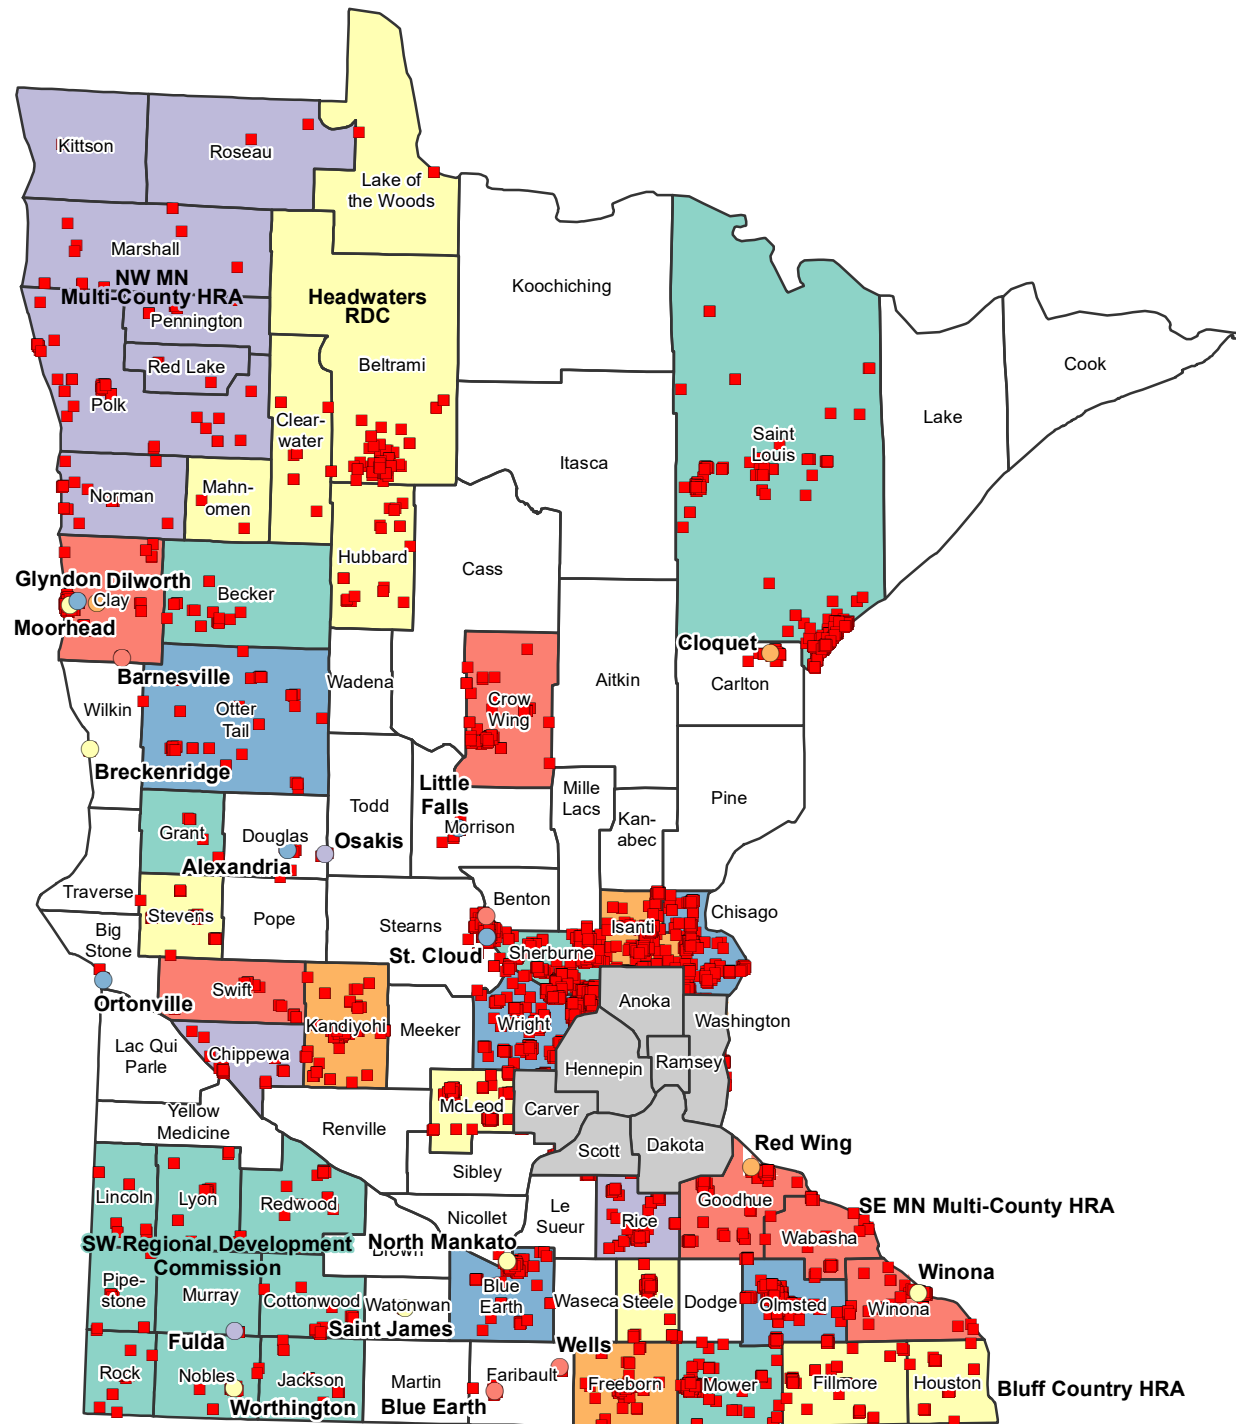 Kittson
Roseau
Lake of
the Woods
Marshall
NW MN
Multi-County HRA
Pennington
Headwaters
RDC
Koochiching
Red Lake
Beltrami
Cook
Polk
Clear-
water
Lake
Saint
Louis
Itasca
Norman
Mahn-
omen
Hubbard
Cass
Glyndon
Dilworth
Clay
Becker
Moorhead
Cloquet
Barnesville
Wadena
Aitkin
Carlton
Wilkin
Otter
Tail
Crow
Wing
Breckenridge
Little
Falls
Mille
Lacs
Pine
Todd
Grant
Douglas
Osakis
Morrison
Kan-
abec
Alexandria
Traverse
Stevens
Pope
Stearns
Benton
Isanti
Chisago
Big
Stone
St. Cloud
Sherburne
Ortonville
Swift
Kandiyohi
Meeker
Wright
Anoka
Washington
Lac Qui
Parle
Chippewa
Hennepin
Ramsey
McLeod
Carver
Yellow
Medicine
Renville
Scott
Dakota
Red Wing
Sibley
Lincoln
Lyon
Redwood
Nicollet
Le
Sueur
Rice
Goodhue
SE MN Multi-County HRA
Wabasha
SW Regional Development
Commission
Brown
North Mankato
Pipe-
stone
Murray
Cottonwood
Watonwan
Blue
Earth
Waseca
Steele
Dodge
Olmsted
Winona
Winona
Fulda
Saint James
Wells
Rock
Nobles
Jackson
Martin
Faribault
Freeborn
Mower
Fillmore
Houston
Worthington
Blue Earth
Bluff Country HRA